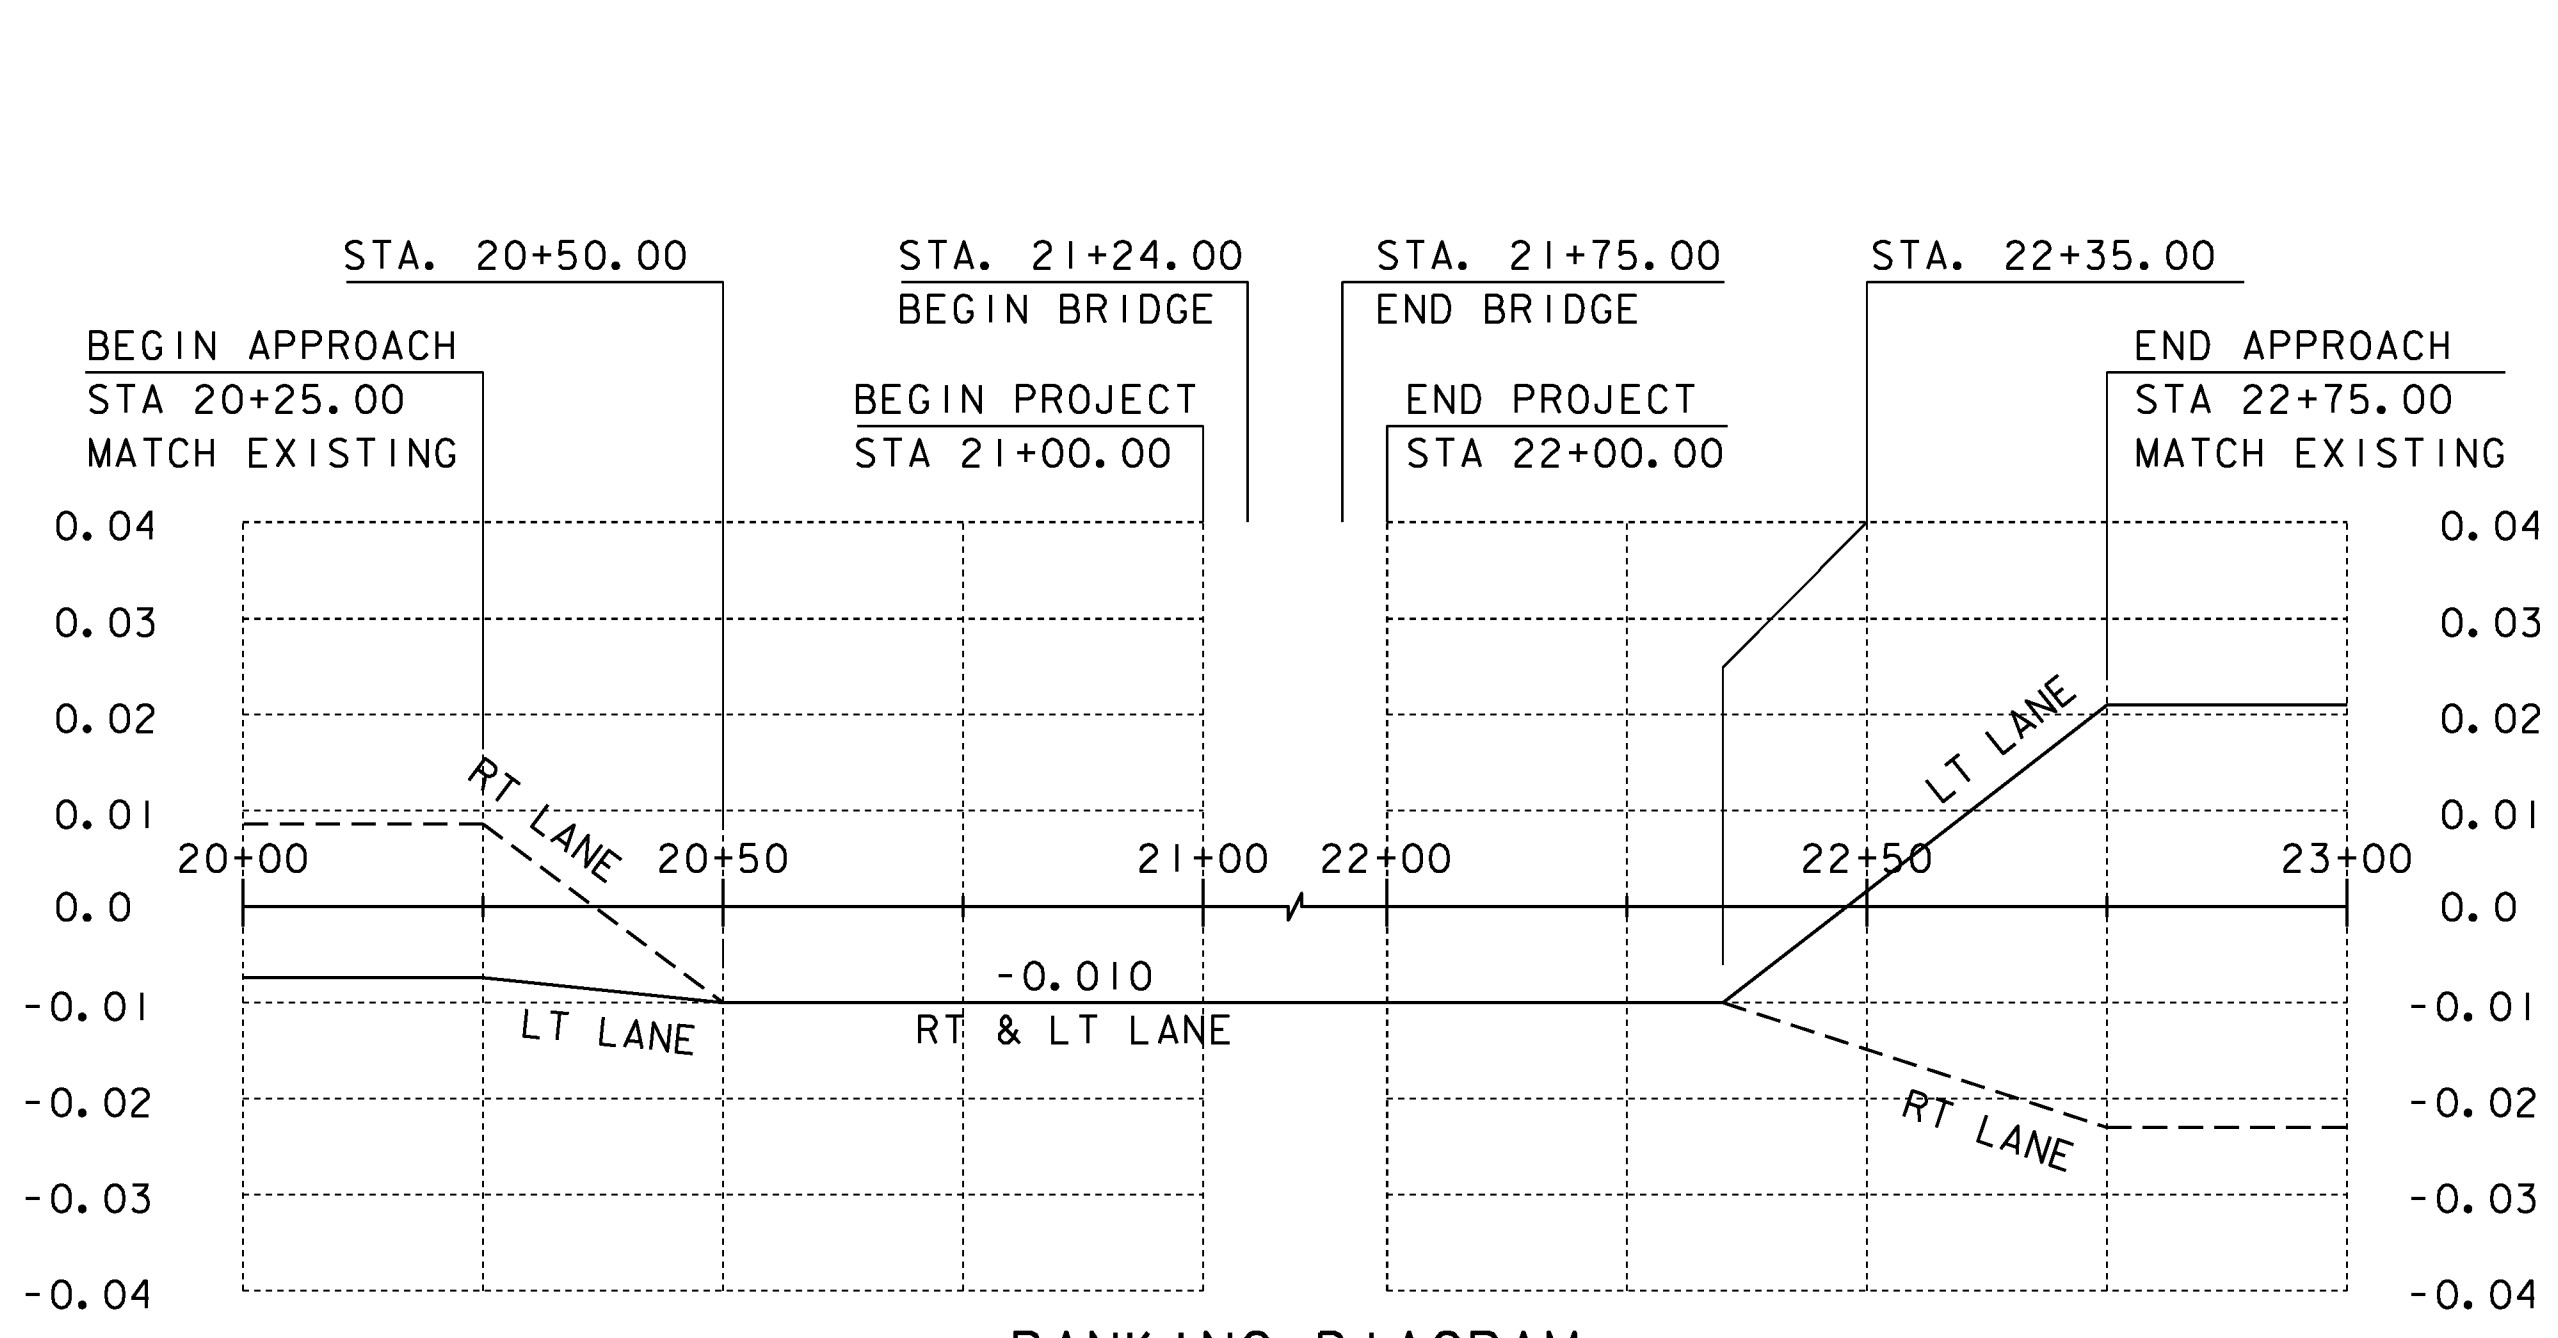 STA. 20+50.00
STA. 21+24.00
BEGIN BRIDGE
STA. 21+75.00
END BRIDGE
STA. 22+35.00
BEGIN APPROACH
STA 20+25.00
MATCH EXISTING
BEGIN PROJECT
STA 21+00.00
END PROJECT
STA 22+00.00
END APPROACH
STA 22+75.00
MATCH EXISTING
0.04 0.04
0.03 0.03
0.02 0.02
RT LANE
LT LANE
0.01 0.01
20+00 20+50 21+00 22+00 22+50 23+00
0.0 0.0
-0.010
-0.01 -0.01
LT LANE
RT & LT LANE
-0.02 -0.02
RT LANE
-0.03 -0.03
-0.04 -0.04
BANKING DIAGRAM